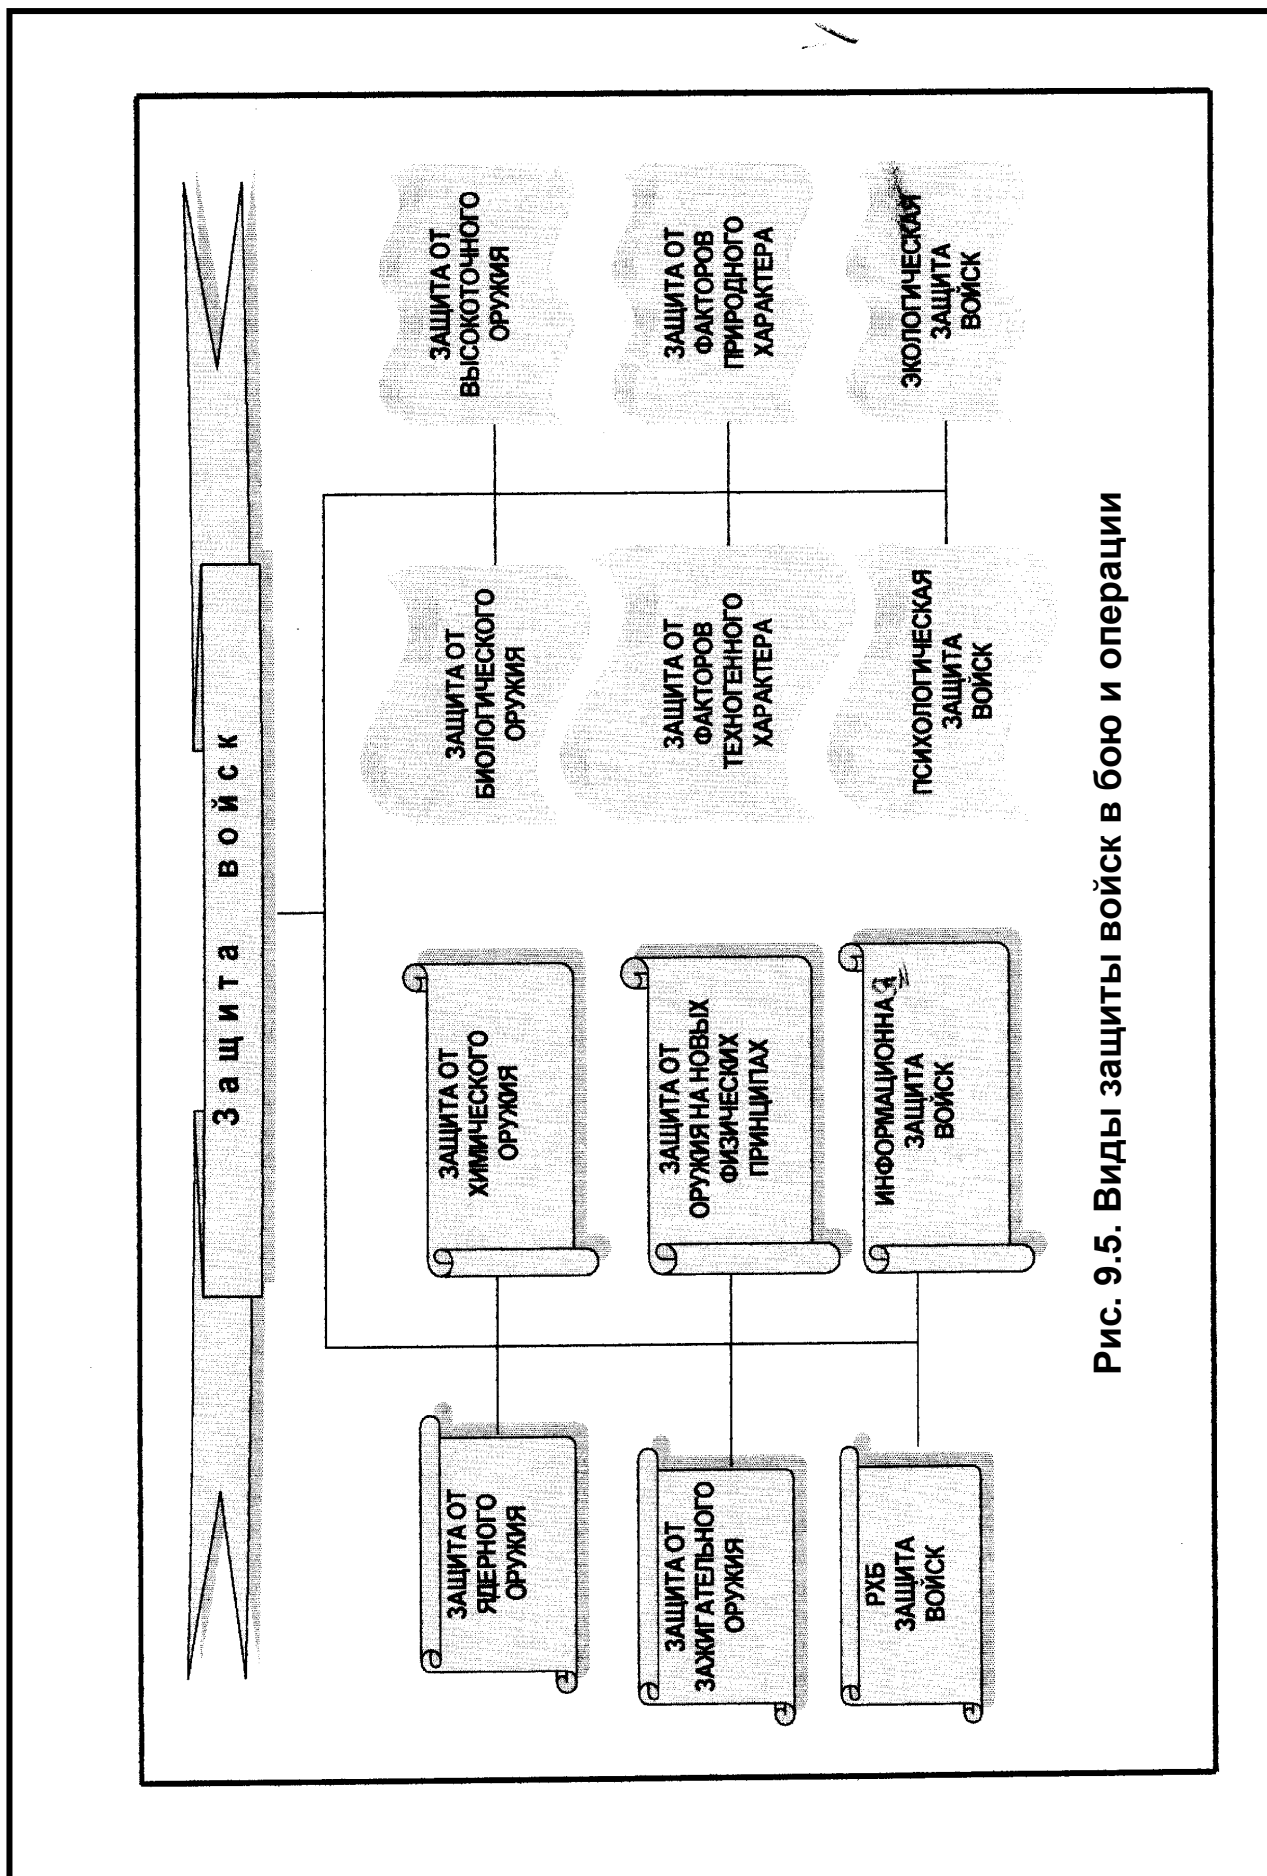 Защита войск
ЗАЩИТА ОТ
ЯДЕРНОГО
ОРУЖИЯ
ЗАЩИТА ОТ
ХИМИЧЕСКОГО
ОРУЖИЯ
ЗАЩИТА ОТ
БИОЛОГИЧЕСКОГО
ОРУЖИЯ
ЗАЩИТА ОТ
ВЫСОКОТОЧНОГО
ОРУЖИЯ
ЗАЩИТА ОТ
ЗАЖИГАТЕЛЬНОГО
ОРУЖИЯ
ЗАЩИТА ОТ
ОРУЖИЯ НА НОВЫХ
ФИЗИЧЕСКИХ
ПРИНЦИПАХ
ЗАЩИТА ОТ
ФАКТОРОВ
ТЕХНОГЕННОГО
ХАРАКТЕРА
ЗАЩИТА ОТ
ФАКТОРОВ
ПРИРОДНОГО
ХАРАКТЕРА
РХБ
ЗАЩИТА
ВОЙСК
ИНФОРМАЦИОННАЯ
ЗАЩИТА
ВОЙСК
ПСИХОЛОГИЧЕСКАЯ
ЗАЩИТА
ВОЙСК
ЭКОЛОГИЧЕСКАЯ
ЗАЩИТА
ВОЙСК
Рис. 9.5. Виды защиты войск в бою и операции